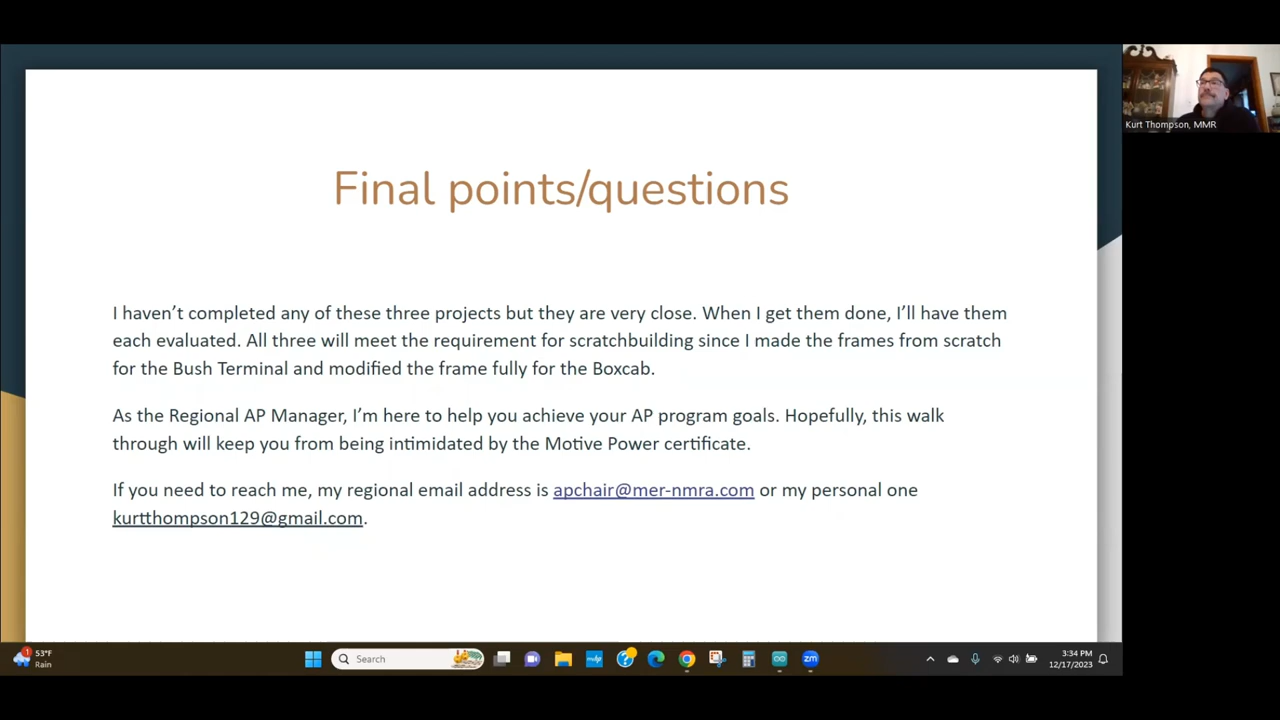 Kurt Thompson, MMR
Final points/questions
I haven’t completed any of these three projects but they are very close. When I get them done, I’ll have them
each evaluated. All three will meet the requirement for scratchbuilding since I made the frames from scratch
for the Bush Terminal and modified the frame fully for the Boxcab.
As the Regional AP Manager, I’m here to help you achieve your AP program goals. Hopefully, this walk
through will keep you from being intimidated by the Motive Power certificate.
If you need to reach me, my regional email address is apchair@mer-nmra.com or my personal one
kurtthompson129@gmail.com.
1
53°F
Rain
Search
zm
3:34 PM
12/17/2023